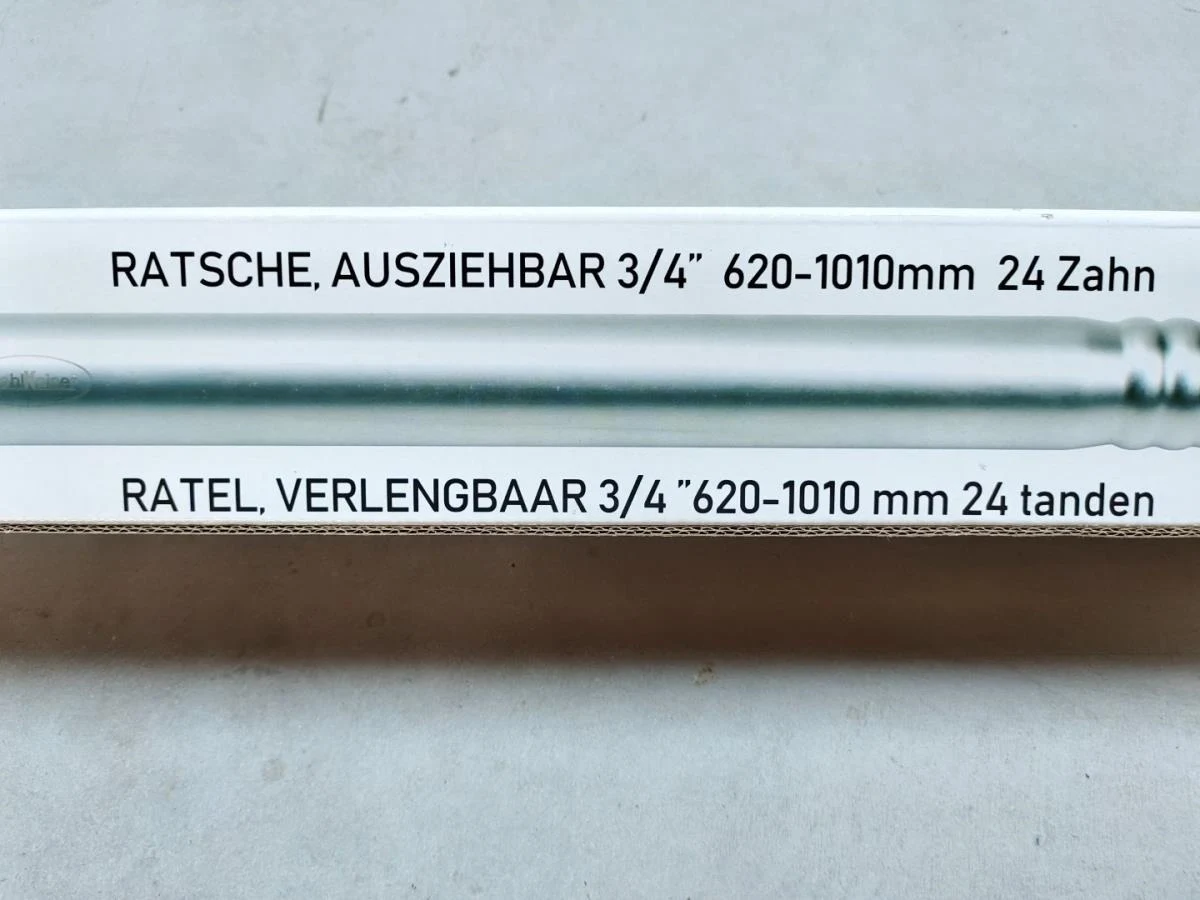 RATSCHE, AUSZIEHBAR 3/4” 620-1010mm 24 Zahn
RATEL, VERLENGBAAR 3/4 ”620-1010 mm 24 tanden